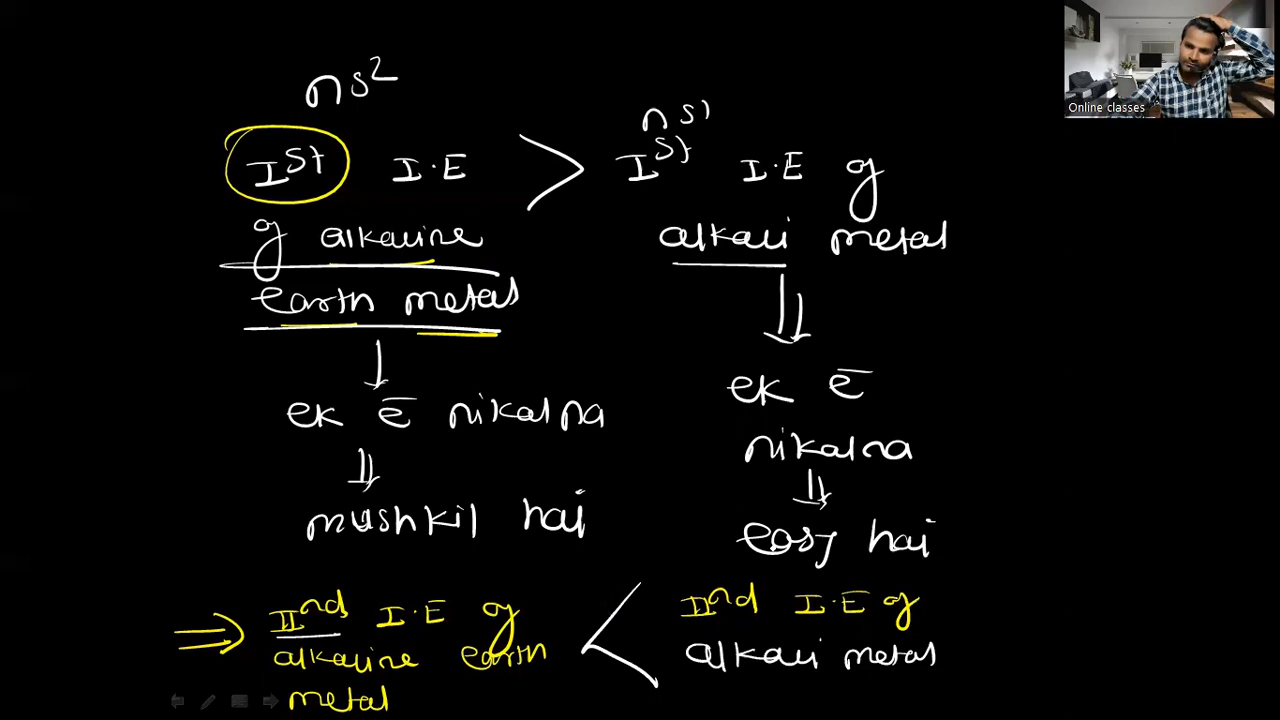 ns²
Iˢᵗ I.E > ns¹
Iˢᵗ I.E of
of alkaline
earth metal
alkali metal
ek e̅ nikalna
mushkil hai
ek e̅
nikalna
easy hai
⇒ IIⁿᵈ I.E of
alkaline earth
metal
< IIⁿᵈ I.E of
alkali metal
Online classes